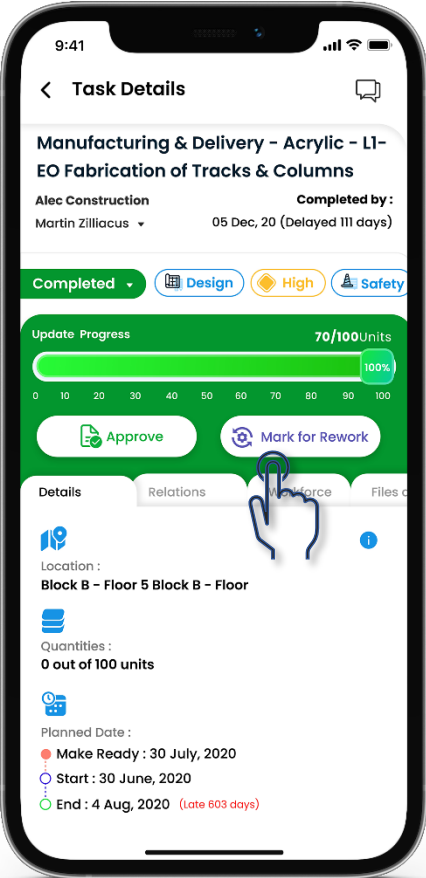 9:41
Task Details
Manufacturing & Delivery - Acrylic - L1-
EO Fabrication of Tracks & Columns
Alec Construction
Completed by :
Martin Zilliacus
05 Dec, 20 (Delayed 111 days)
Completed
Design
High
Safety
Update Progress
70/100Units
100%
0 10 20 30 40 50 60 70 80 90 100
Approve
Mark for Rework
Details
Relations
Workforce
Files
Location :
Block B - Floor 5 Block B - Floor
Quantities :
0 out of 100 units
Planned Date :
Make Ready : 30 July, 2020
Start : 30 June, 2020
End : 4 Aug, 2020 (Late 603 days)